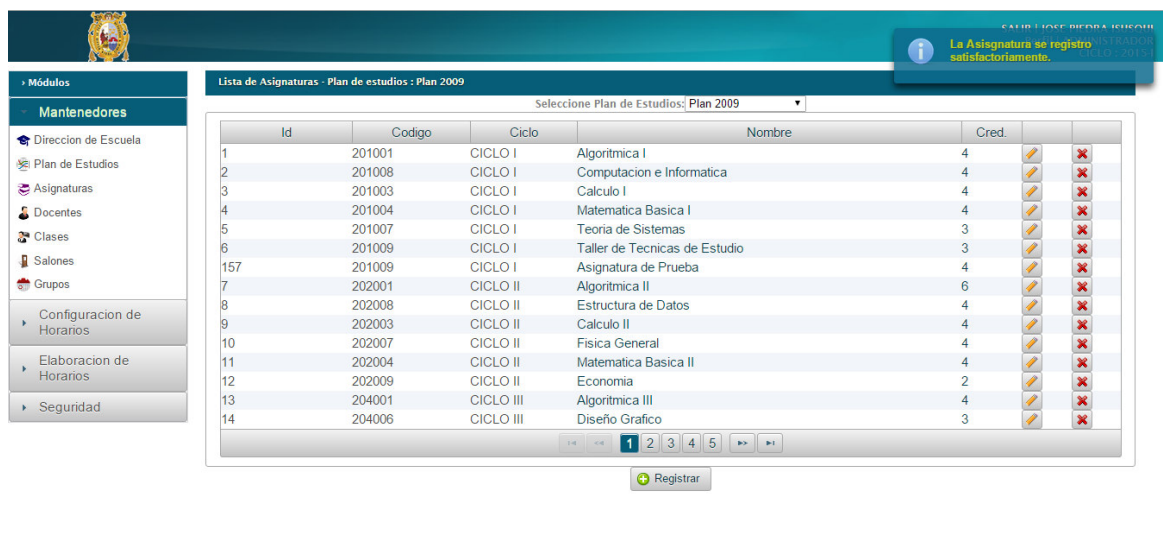 SALIR | JOSE PIEDRA ISUSQUI
La Asisgnatura se registro
satisfactoriamente.
CICLO : 2015-I
› Módulos
Lista de Asignaturas - Plan de estudios : Plan 2009
Mantenedores
Seleccione Plan de Estudios: Plan 2009
Direccion de Escuela
Plan de Estudios
Asignaturas
Docentes
Clases
Salones
Grupos
Configuracion de
Horarios
Elaboracion de
Horarios
Seguridad
Id Codigo Ciclo Nombre Cred.
1 201001 CICLO I Algoritmica I 4
2 201008 CICLO I Computacion e Informatica 4
3 201003 CICLO I Calculo I 4
4 201004 CICLO I Matematica Basica I 4
5 201007 CICLO I Teoria de Sistemas 3
6 201009 CICLO I Taller de Tecnicas de Estudio 3
157 201009 CICLO I Asignatura de Prueba 4
7 202001 CICLO II Algoritmica II 6
8 202008 CICLO II Estructura de Datos 4
9 202003 CICLO II Calculo II 4
10 202007 CICLO II Fisica General 4
11 202004 CICLO II Matematica Basica II 4
12 202009 CICLO II Economia 2
13 204001 CICLO III Algoritmica III 4
14 204006 CICLO III Diseño Grafico 3
1 2 3 4 5
Registrar